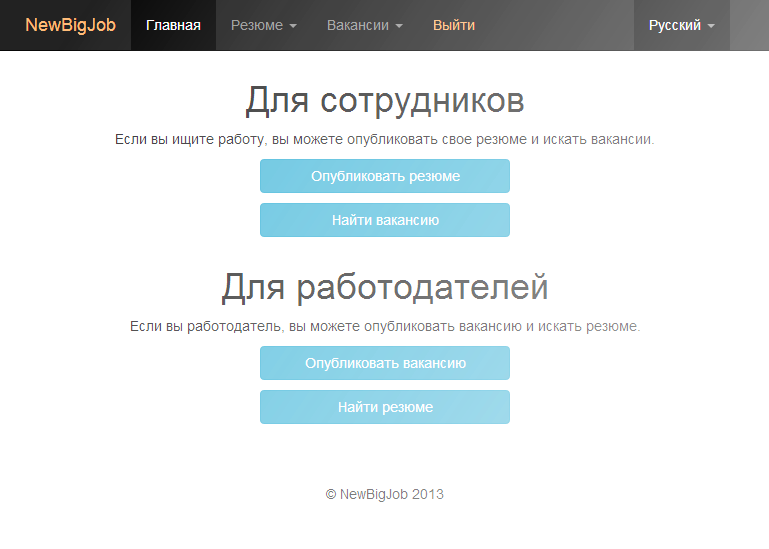 NewBigJob Главная Резюме Вакансии Выйти Русский
Для сотрудников
Если вы ищите работу, вы можете опубликовать свое резюме и искать вакансии.
Опубликовать резюме
Найти вакансию
Для работодателей
Если вы работодатель, вы можете опубликовать вакансию и искать резюме.
Опубликовать вакансию
Найти резюме
© NewBigJob 2013